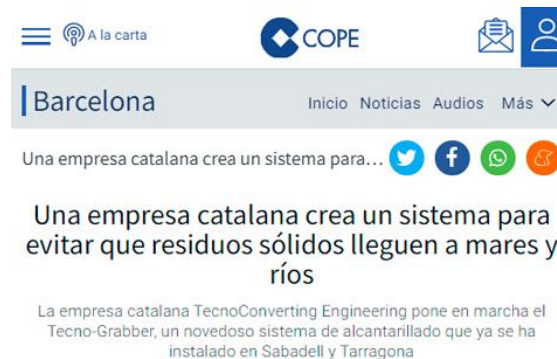 A la carta
COPE
Barcelona
Inicio Noticias Audios Más
Una empresa catalana crea un sistema para...
Una empresa catalana crea un sistema para
evitar que residuos sólidos lleguen a mares y
ríos
La empresa catalana TecnoConverting Engineering pone en marcha el
Tecno-Grabber, un novedoso sistema de alcantarillado que ya se ha
instalado en Sabadell y Tarragona